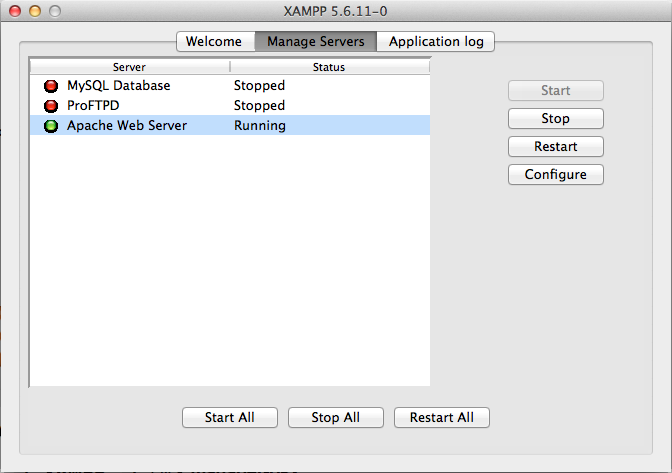 XAMPP 5.6.11-0
Welcome Manage Servers Application log
Server Status
MySQL Database Stopped
ProFTPD Stopped
Apache Web Server Running
Start
Stop
Restart
Configure
Start All Stop All Restart All